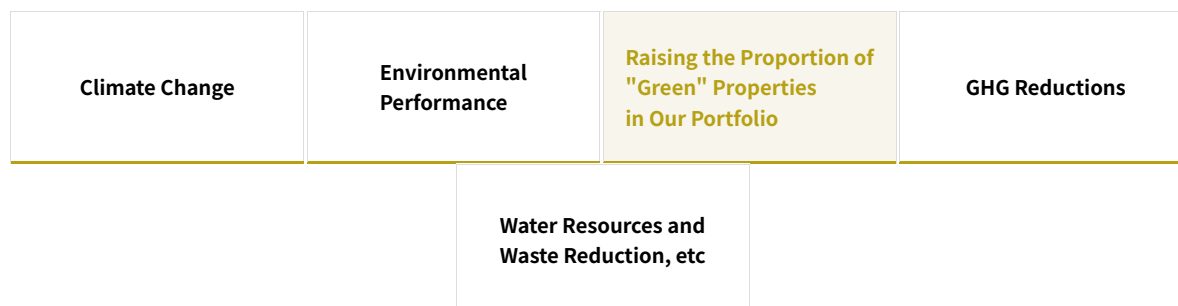 Climate Change
Environmental
Performance
Raising the Proportion of
"Green" Properties
in Our Portfolio
GHG Reductions
Water Resources and
Waste Reduction, etc